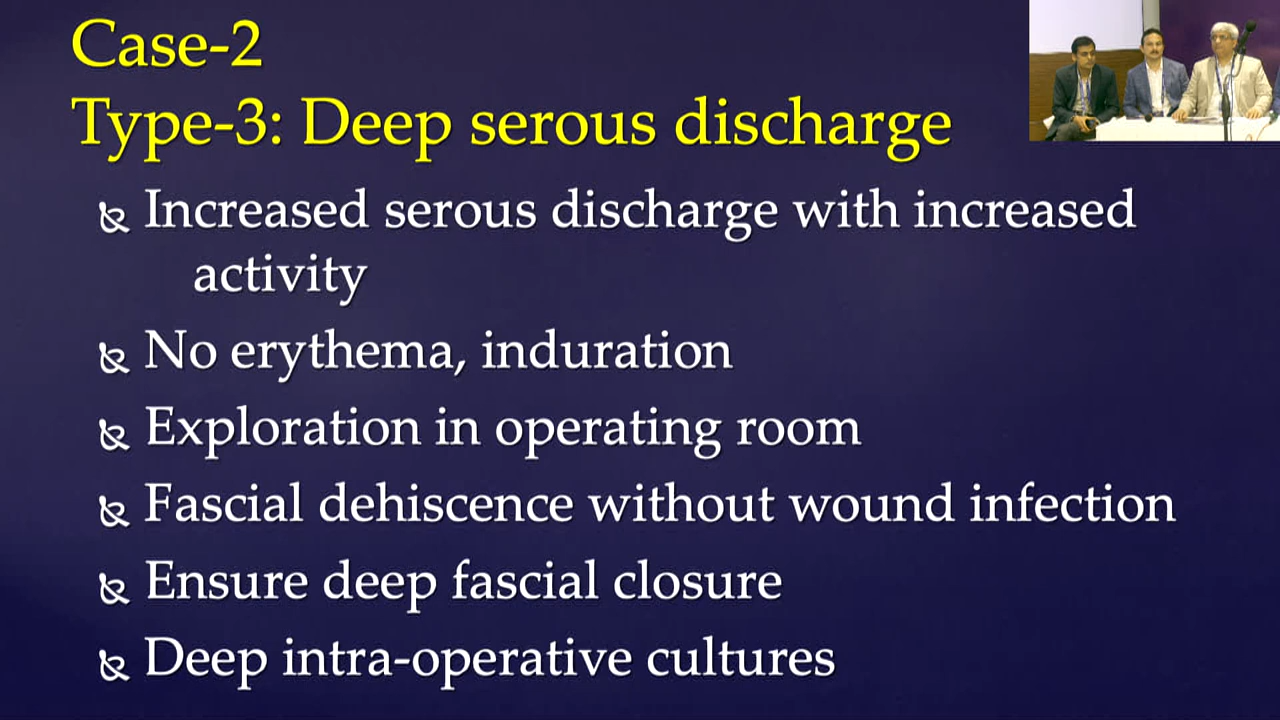 Case-2
Type-3: Deep serous discharge
Increased serous discharge with increased
activity
No erythema, induration
Exploration in operating room
Fascial dehiscence without wound infection
Ensure deep fascial closure
Deep intra-operative cultures